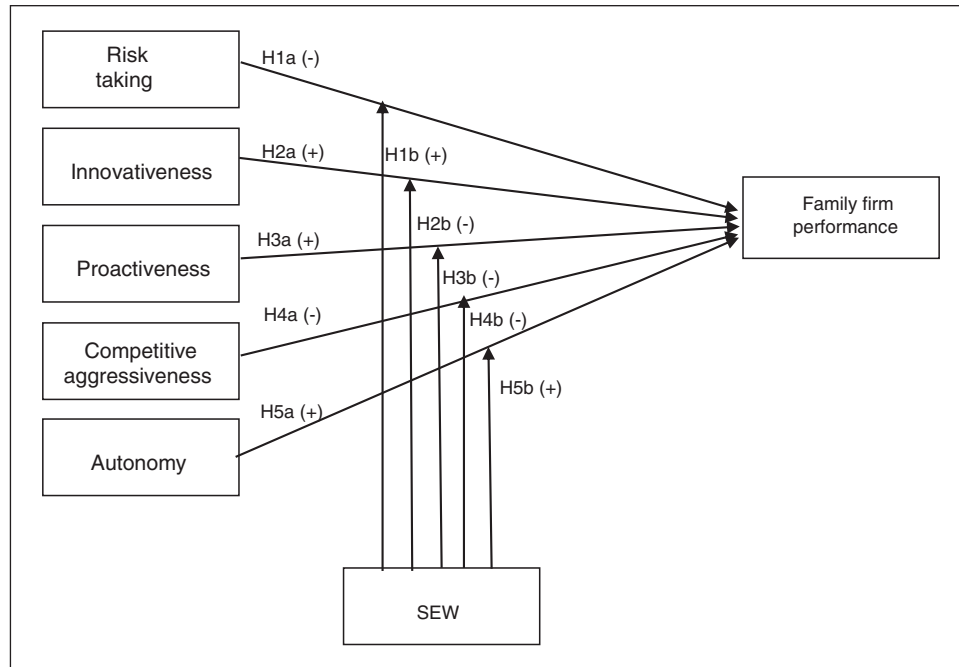 Risk
taking
H1a (-)
Innovativeness
H2a (+)
H1b (+)
Family firm
performance
H2b (-)
Proactiveness
H3a (+)
H3b (-)
Competitive
aggressiveness
H4a (-)
H4b (-)
H5b (+)
Autonomy
H5a (+)
SEW